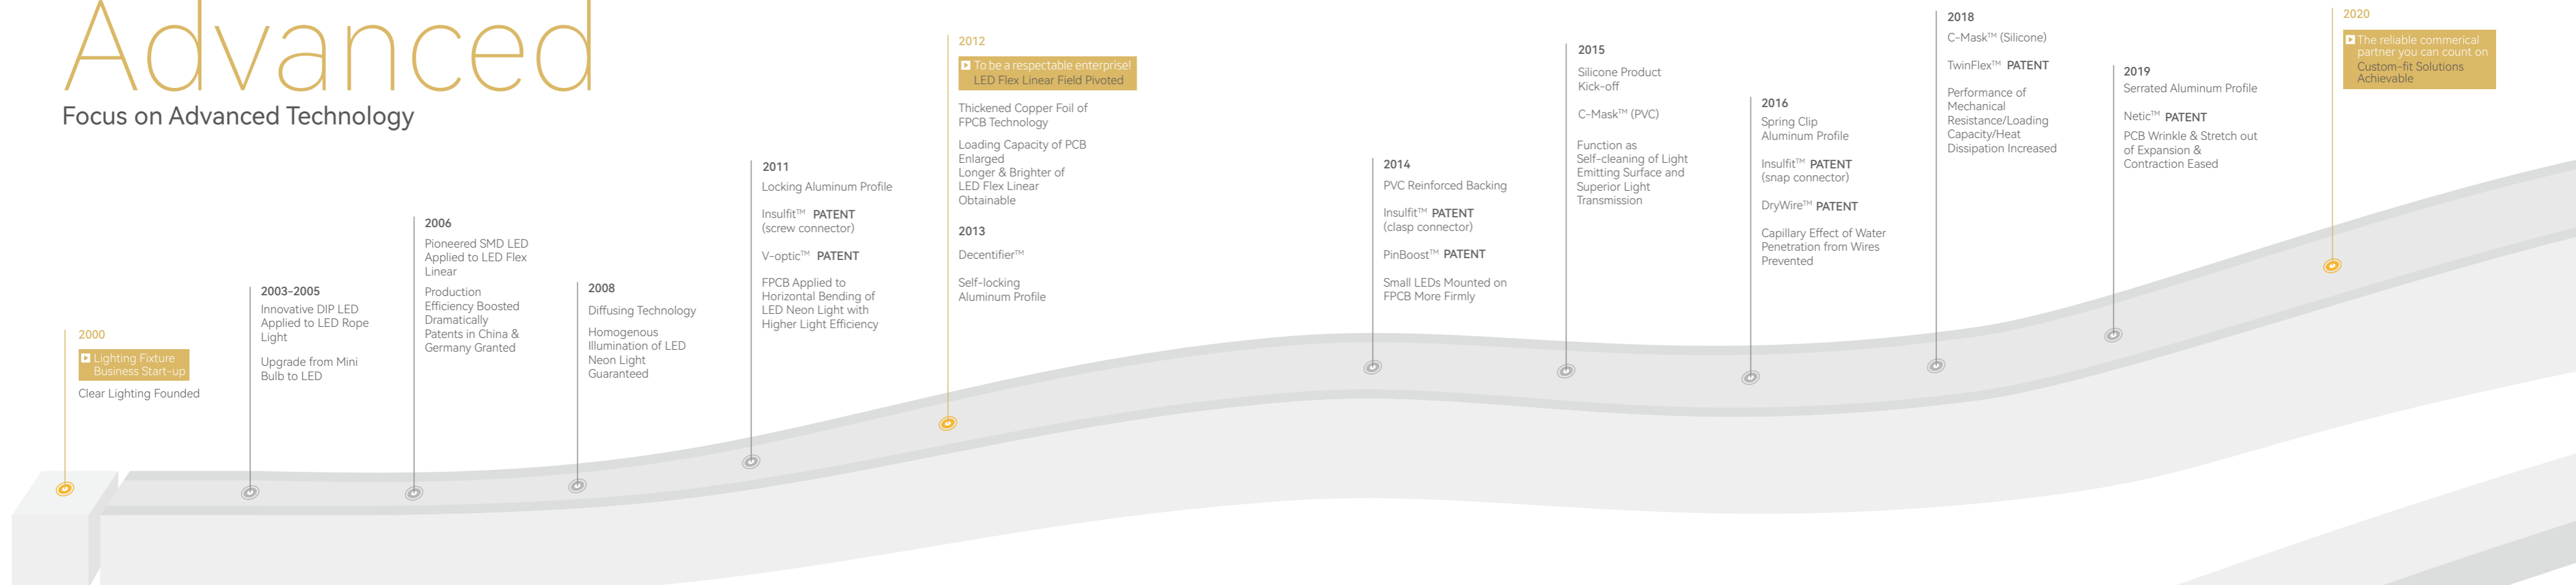 Advanced
Focus on Advanced Technology
2000
Lighting Fixture
Business Start-up
Clear Lighting Founded
2003-2005
Innovative DIP LED
Applied to LED Rope
Light
Upgrade from Mini
Bulb to LED
2006
Pioneered SMD LED
Applied to LED Flex
Linear
Production
Efficiency Boosted
Dramatically
Patents in China &
Germany Granted
2008
Diffusing Technology
Homogenous
Illumination of LED
Neon Light
Guaranteed
2011
Locking Aluminum Profile
Insulfit™ PATENT
(screw connector)
V-optic™ PATENT
FPCB Applied to
Horizontal Bending of
LED Neon Light with
Higher Light Efficiency
2012
To be a respectable enterprise!
LED Flex Linear Field Pivoted
Thickened Copper Foil of
FPCB Technology
Loading Capacity of PCB
Enlarged
Longer & Brighter of
LED Flex Linear
Obtainable
2013
Decentifier™
Self-locking
Aluminum Profile
2014
PVC Reinforced Backing
Insulfit™ PATENT
(clasp connector)
PinBoost™ PATENT
Small LEDs Mounted on
FPCB More Firmly
2015
Silicone Product
Kick-off
C-Mask™ (PVC)
Function as
Self-cleaning of Light
Emitting Surface and
Superior Light
Transmission
2016
Spring Clip
Aluminum Profile
Insulfit™ PATENT
(snap connector)
DryWire™ PATENT
Capillary Effect of Water
Penetration from Wires
Prevented
2018
C-Mask™ (Silicone)
TwinFlex™ PATENT
Performance of
Mechanical
Resistance/Loading
Capacity/Heat
Dissipation Increased
2019
Serrated Aluminum Profile
Netic™ PATENT
PCB Wrinkle & Stretch out
of Expansion &
Contraction Eased
2020
The reliable commerical
partner you can count on
Custom-fit Solutions
Achievable